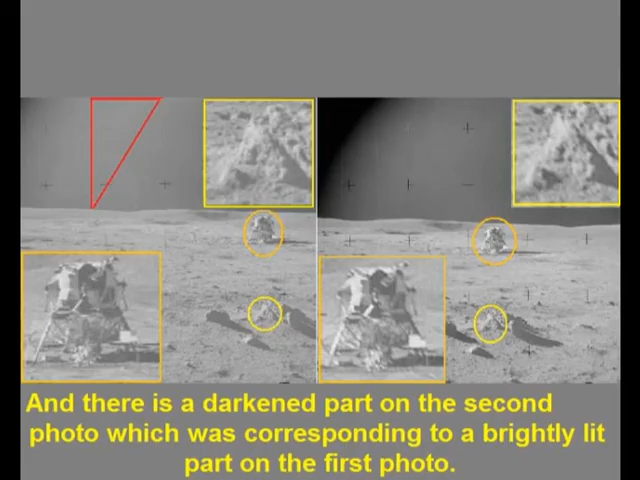 And there is a darkened part on the second
photo which was corresponding to a brightly lit
part on the first photo.